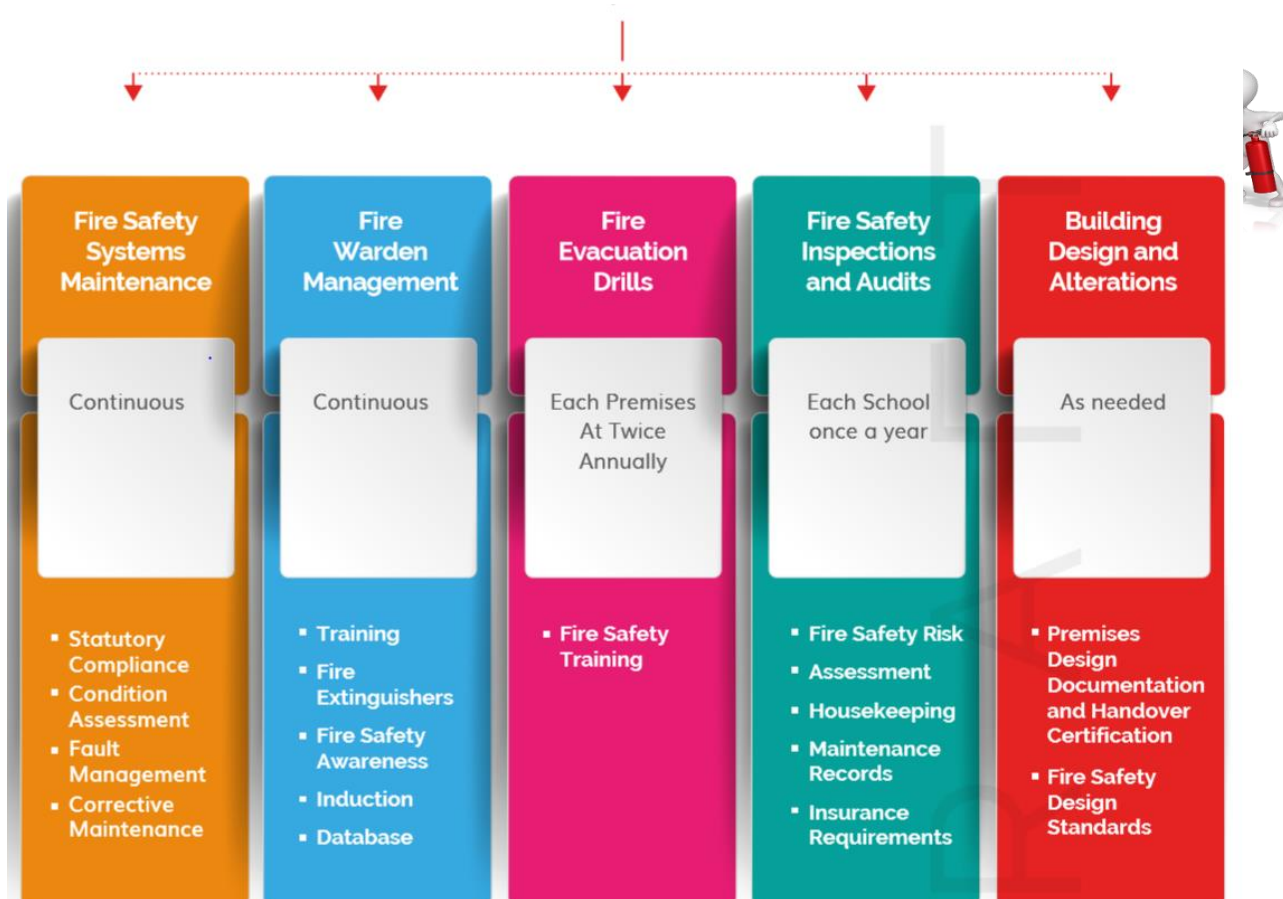 Fire Safety
Systems
Maintenance
Continuous
▪ Statutory
Compliance
▪ Condition
Assessment
▪ Fault
Management
▪ Corrective
Maintenance
Fire
Warden
Management
Continuous
▪ Training
▪ Fire
Extinguishers
▪ Fire Safety
Awareness
▪ Induction
▪ Database
Fire
Evacuation
Drills
Each Premises
At Twice
Annually
▪ Fire Safety
Training
Fire Safety
Inspections
and Audits
Each School
once a year
▪ Fire Safety Risk
▪ Assessment
▪ Housekeeping
▪ Maintenance
Records
▪ Insurance
Requirements
Building
Design and
Alterations
As needed
▪ Premises
Design
Documentation
and Handover
Certification
▪ Fire Safety
Design
Standards